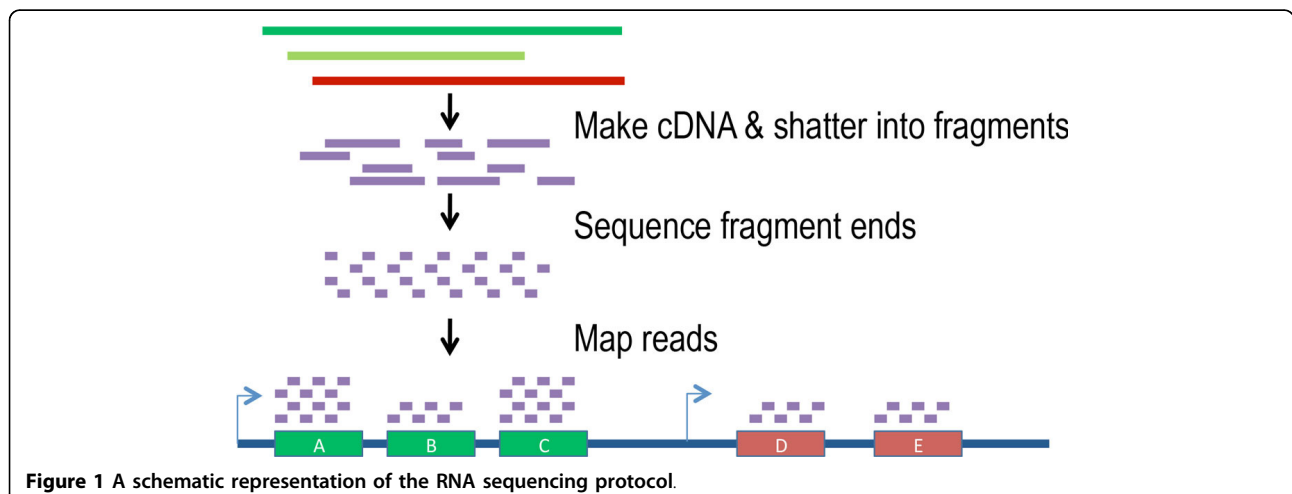 Make cDNA & shatter into fragments
Sequence fragment ends
Map reads
A B C D E
Figure 1 A schematic representation of the RNA sequencing protocol.